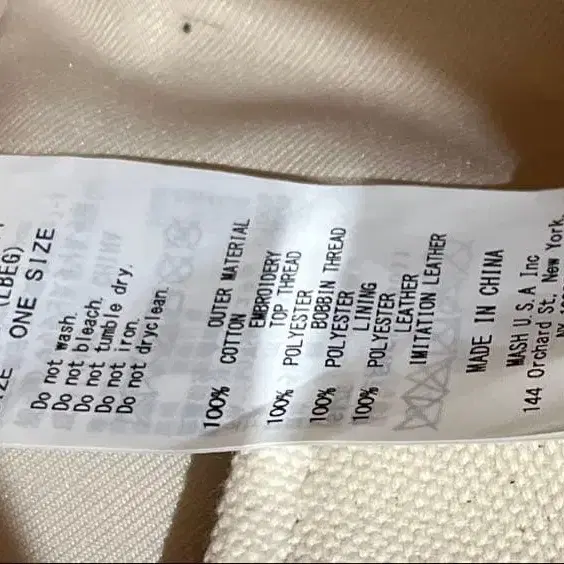 (LBEG)
ONE SIZE
Do not wash.
Do not bleach.
Do not tumble dry.
Do not iron.
Do not dryclean.
OUTER MATERIAL
100% COTTON
EMBROIDERY
TOP THREAD
100% POLYESTER
BOBBIN THREAD
100% POLYESTER
LINING
100% POLYESTER
LEATHER
IMITATION LEATHER
MADE IN CHINA
MASH U.S.A Inc
144 Orchard St. New York,